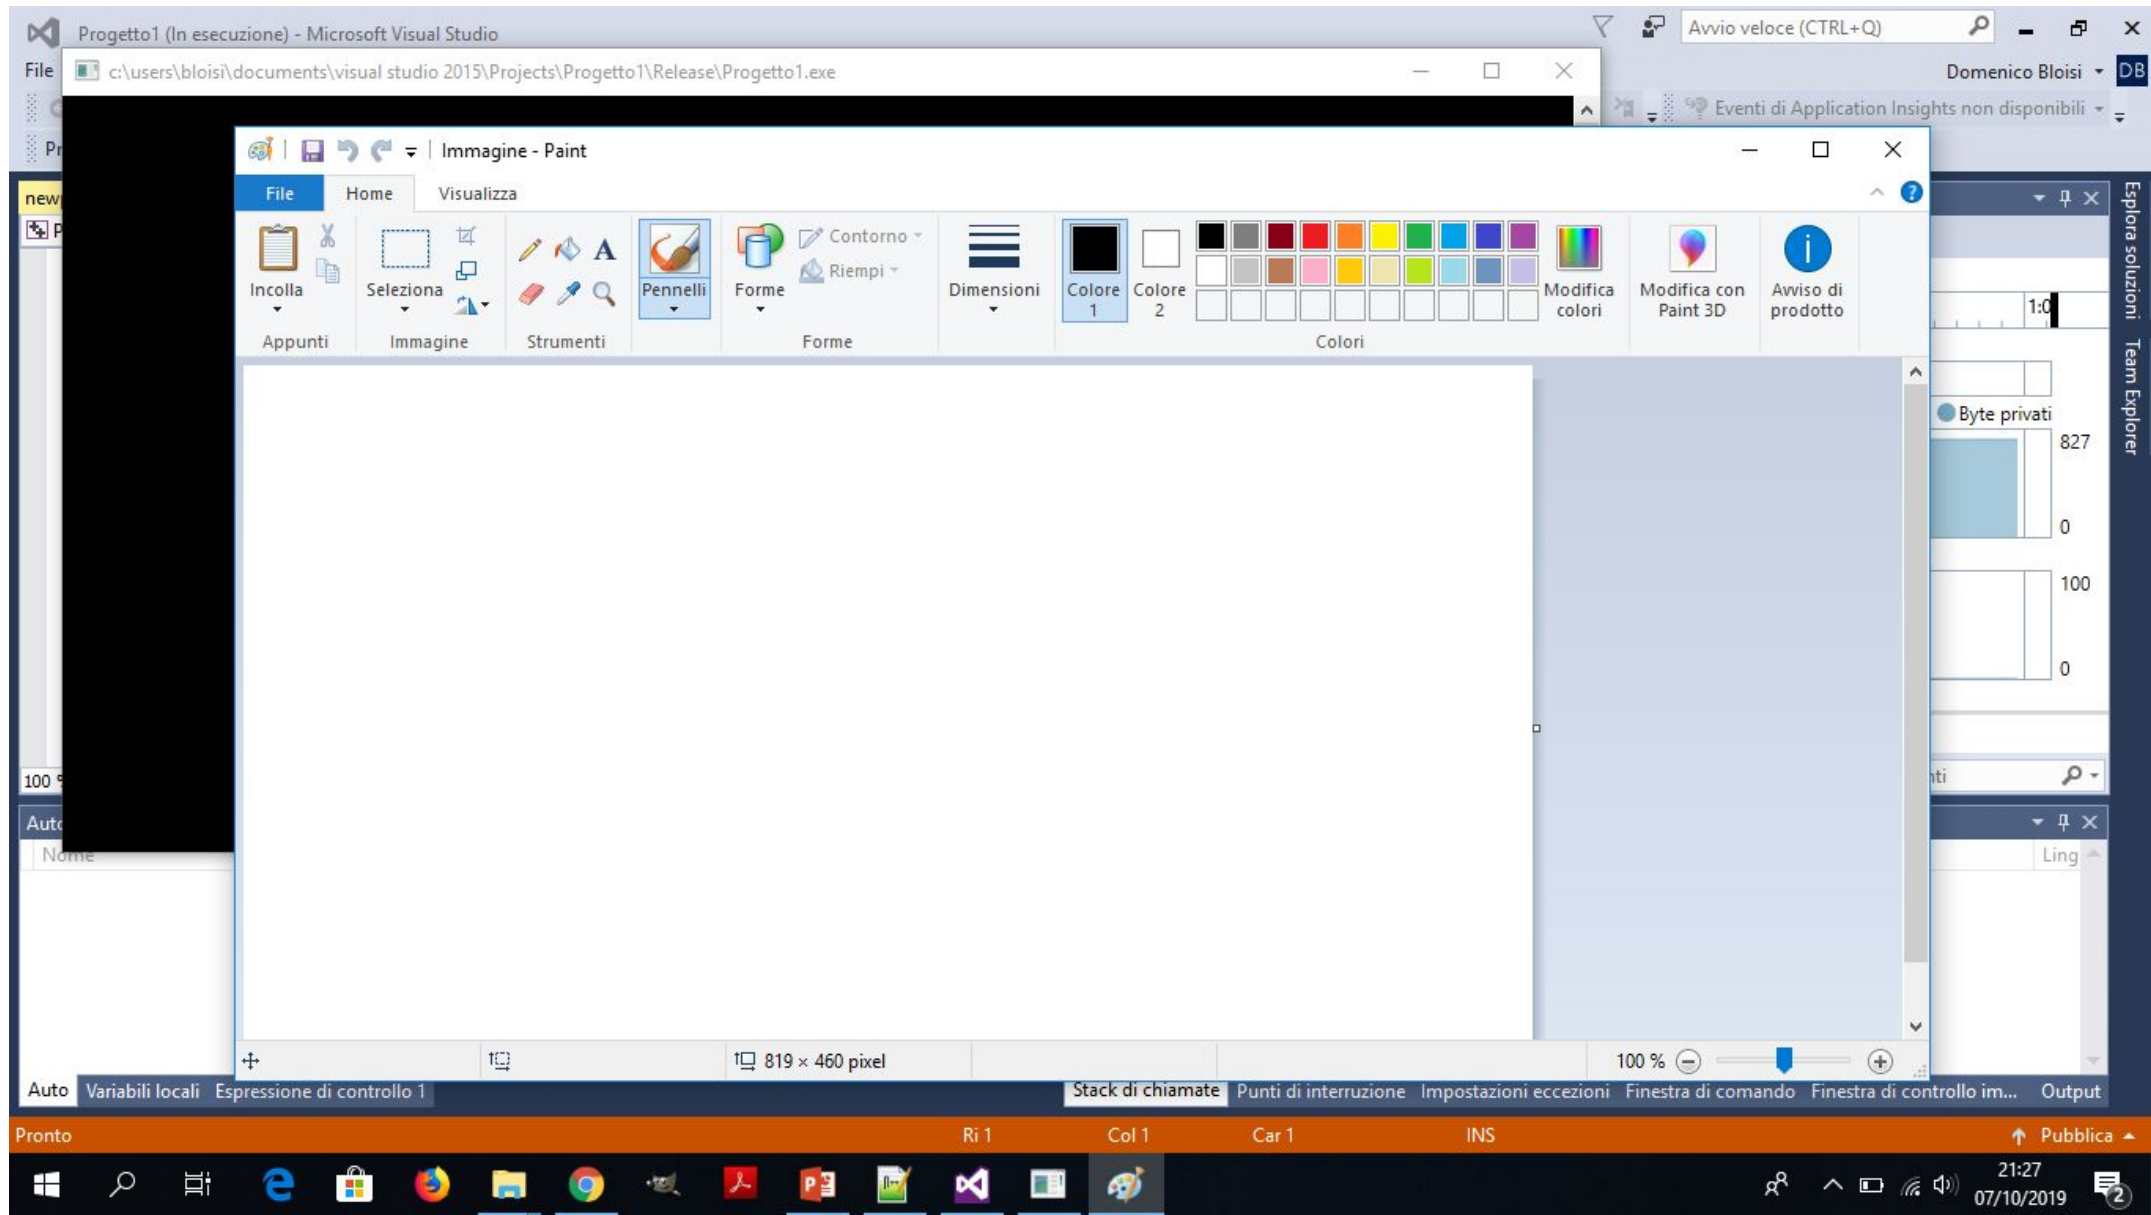 Progetto1 (In esecuzione) - Microsoft Visual Studio
Avvio veloce (CTRL+Q)
File
c:\users\bloisi\documents\visual studio 2015\Projects\Progetto1\Release\Progetto1.exe
Domenico Bloisi
DB
Eventi di Application Insights non disponibili
Immagine - Paint
File
Home
Visualizza
Incolla
Seleziona
Pennelli
Forme
Contorno
Riempi
Dimensioni
Colore 1
Colore 2
Modifica colori
Modifica con Paint 3D
Avviso di prodotto
Appunti
Immagine
Strumenti
Forme
Colori
Esplora soluzioni
Team Explorer
Byte privati
827
0
100
0
100 %
Nome
Ling
819 × 460 pixel
100 %
Auto
Variabili locali
Espressione di controllo 1
Stack di chiamate
Punti di interruzione
Impostazioni eccezioni
Finestra di comando
Finestra di controllo im...
Output
Pronto
Ri 1
Col 1
Car 1
INS
Pubblica
21:27
07/10/2019
2